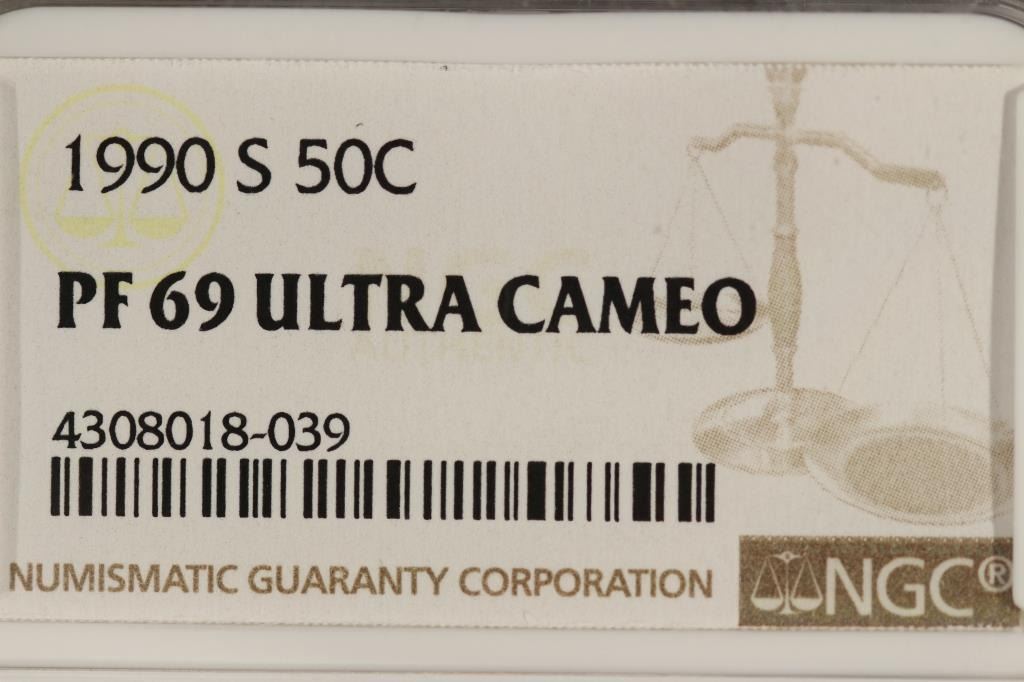 1990 S 50C
PF 69 ULTRA CAMEO
4308018-039
NUMISMATIC GUARANTY CORPORATION
NGC®